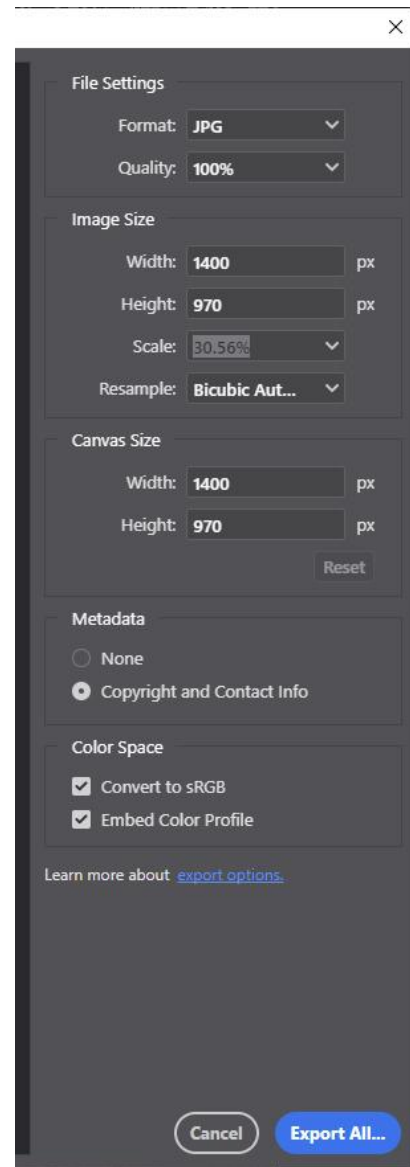 File Settings
Format: JPG
Quality: 100%
Image Size
Width: 1400 px
Height: 970 px
Scale: 30.56%
Resample: Bicubic Aut...
Canvas Size
Width: 1400 px
Height: 970 px
Reset
Metadata
None
Copyright and Contact Info
Color Space
Convert to sRGB
Embed Color Profile
Learn more about export options.
Cancel Export All...